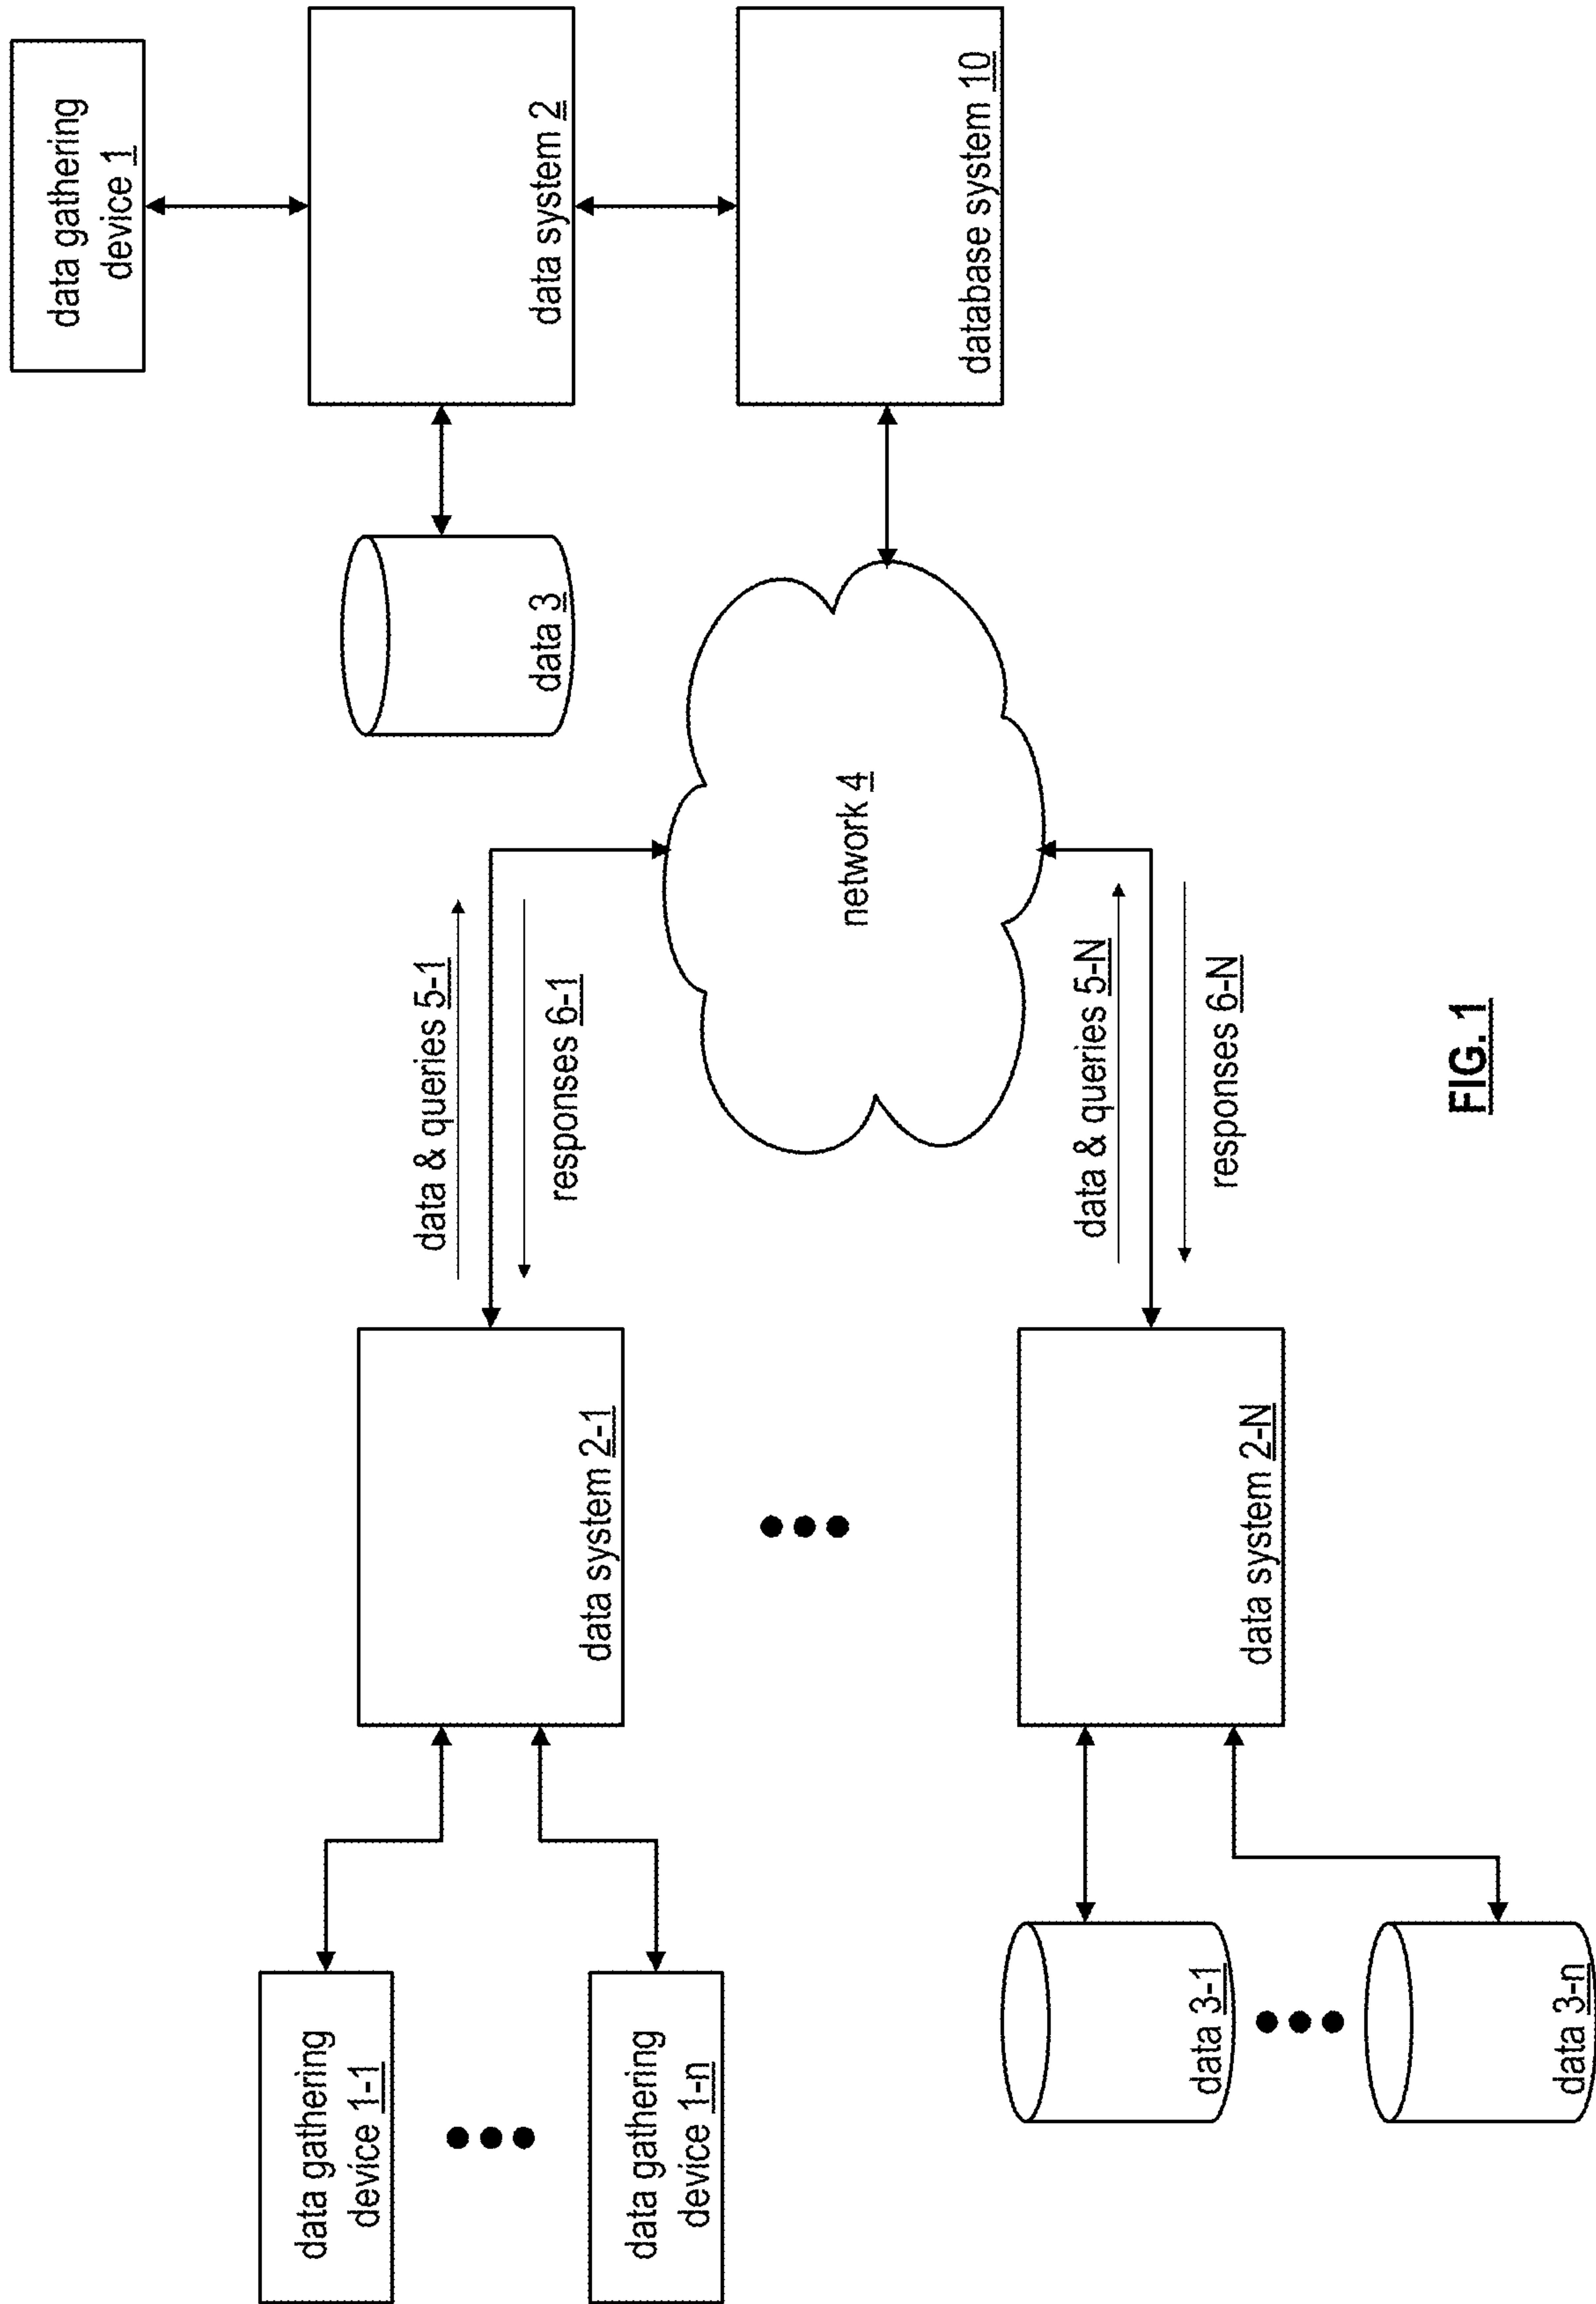 data gathering
device 1-1
data gathering
device 1-n
data system 2-1
data & queries 5-1
responses 6-1
data 3-1
data 3-n
data system 2-N
data & queries 5-N
responses 6-N
network 4
data 3
data gathering
device 1
data system 2
database system 10
FIG. 1